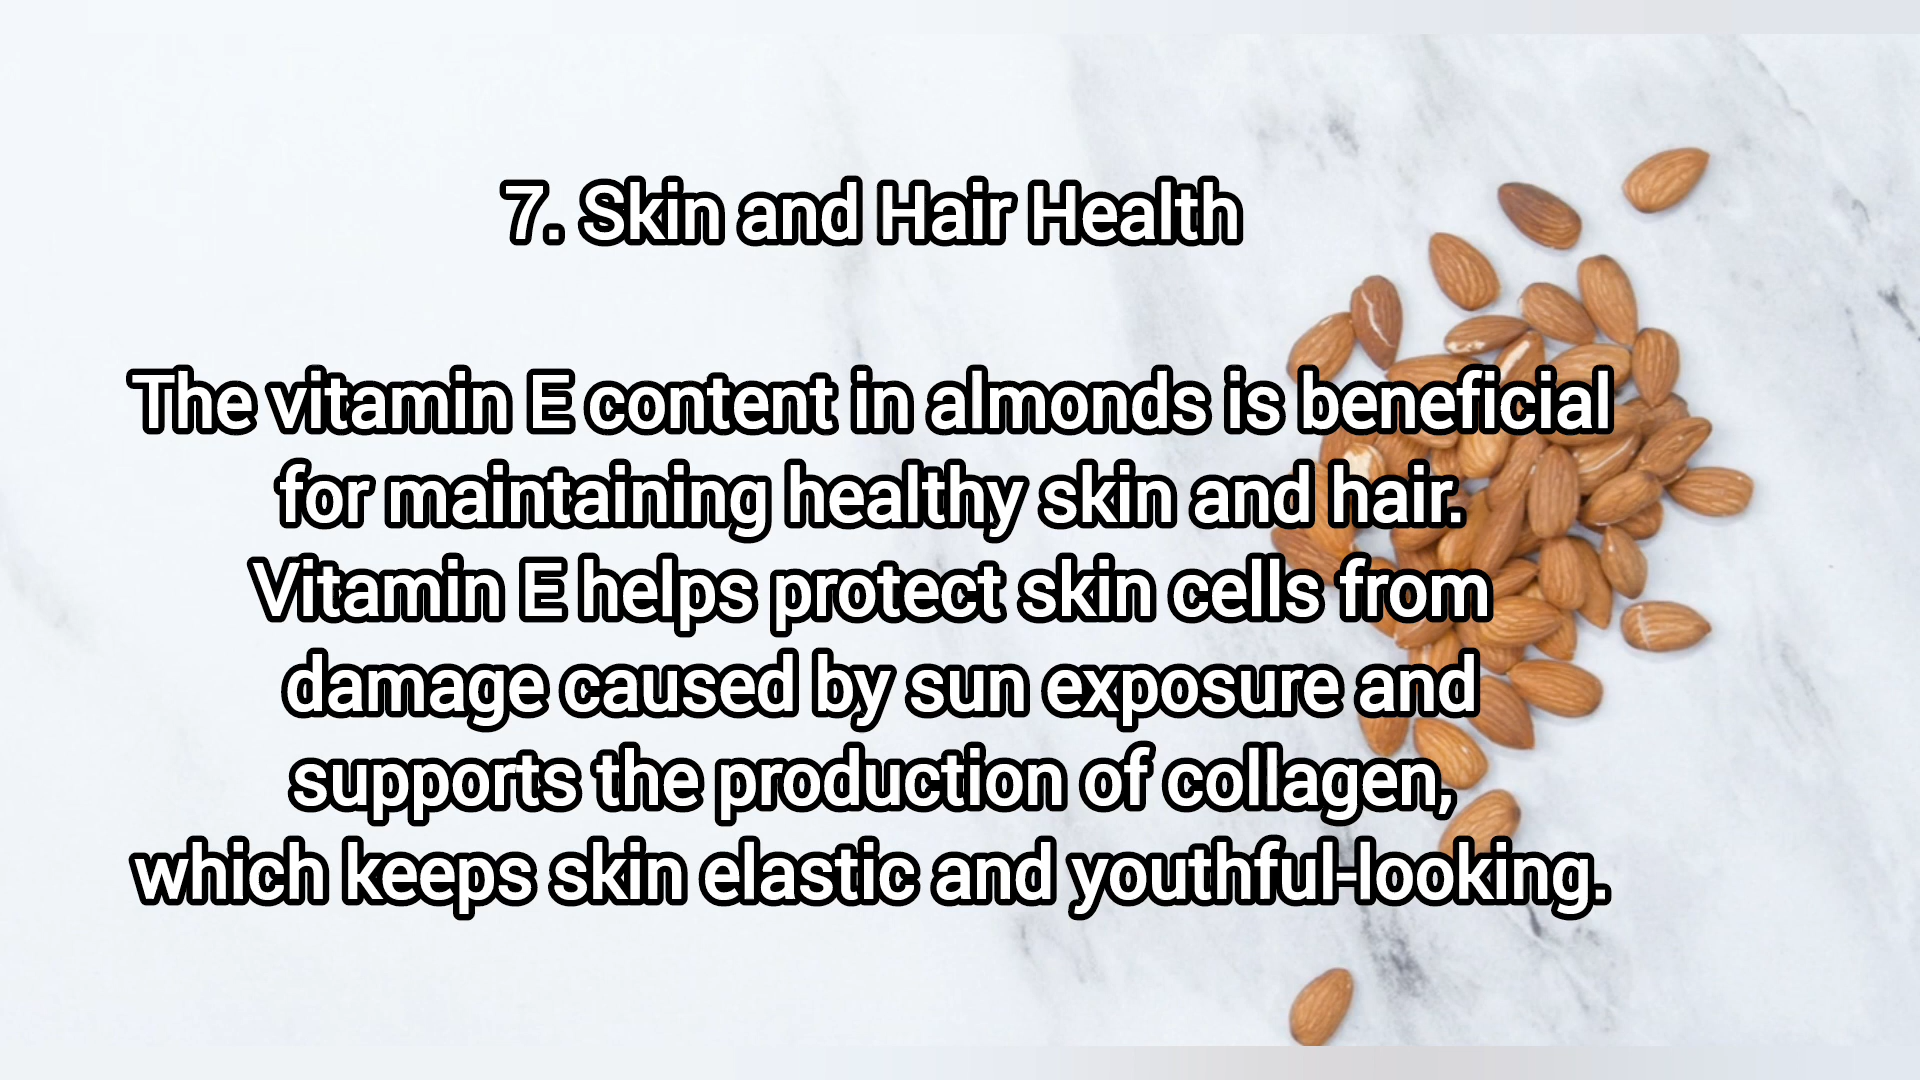 7. Skin and Hair Health
The vitamin E content in almonds is beneficial
for maintaining healthy skin and hair.
Vitamin E helps protect skin cells from
damage caused by sun exposure and
supports the production of collagen,
which keeps skin elastic and youthful-looking.